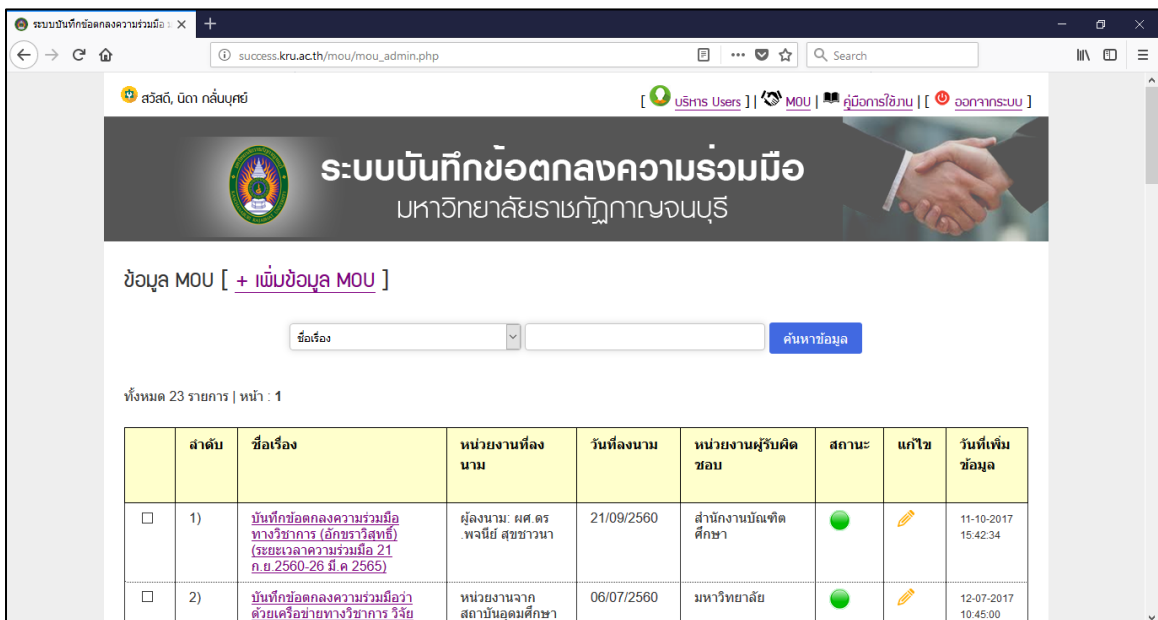 ระบบบันทึกข้อตกลงความร่วมมือ
success.kru.ac.th/mou/mou_admin.php
Search
สวัสดี, นิดา กลิ่นบุศย์
[ บริหาร Users ] | MOU | คู่มือการใช้งาน | [ ออกจากระบบ ]
ระบบบันทึกข้อตกลงความร่วมมือ
มหาวิทยาลัยราชภัฏกาญจนบุรี
ข้อมูล MOU [ + เพิ่มข้อมูล MOU ]
ชื่อเรื่อง
ค้นหาข้อมูล
ทั้งหมด 23 รายการ | หน้า : 1
ลำดับ ชื่อเรื่อง หน่วยงานที่ลง วันที่ลงนาม หน่วยงานผู้รับผิด สถานะ แก้ไข วันที่เพิ่ม
นาม ชอบ ข้อมูล
1) บันทึกข้อตกลงความร่วมมือ ผู้ลงนาม: ผศ.ดร 21/09/2560 สำนักงานบัณฑิต 11-10-2017
ทางวิชาการ (อักขราวิสุทธิ์) .พจนีย์ สุขชาวนา ศึกษา 15:42:34
(ระยะเวลาความร่วมมือ 21
ก.ย.2560-26 มี.ค 2565)
2) บันทึกข้อตกลงความร่วมมือว่า หน่วยงานจาก 06/07/2560 มหาวิทยาลัย 12-07-2017
ด้วยเครือข่ายทางวิชาการ วิจัย สถาบันอุดมศึกษา 10:45:00